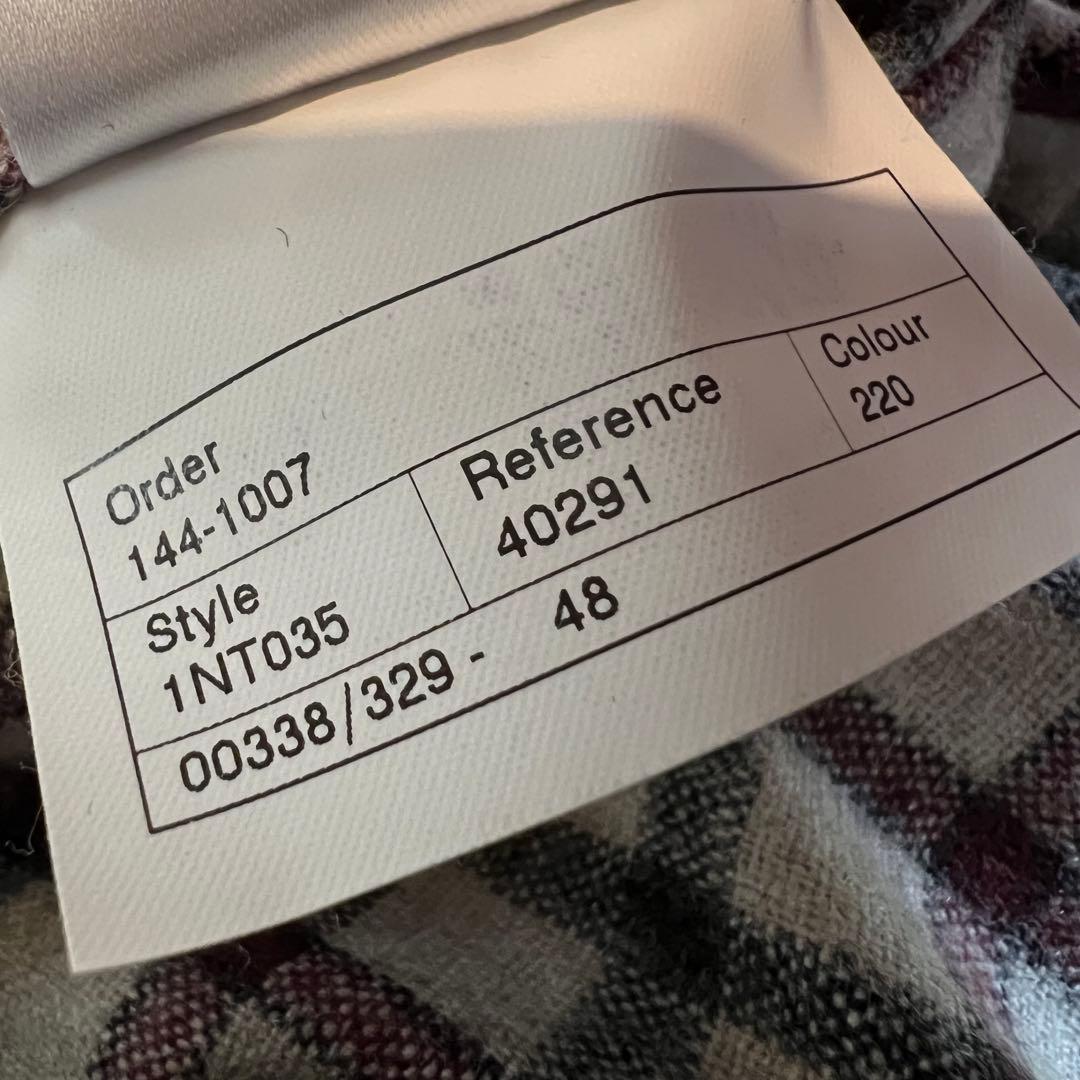 Order
144-1007
Style
1NT035
Reference
40291
Colour
220
00338/329 - 48